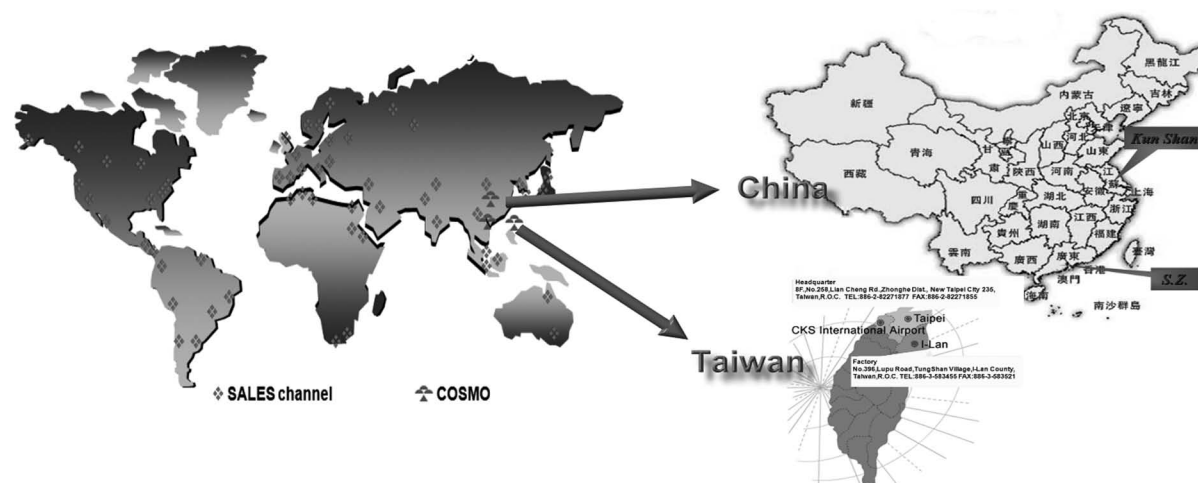 SALES channel
COSMO
China
Taiwan
黑龍江
吉林
遼寧
內蒙古
新疆
北京
天津
河北
山西
山東
Kun Shan
甘肅
寧夏
青海
陝西
河南
江蘇
西藏
安徽
上海
四川
重慶
湖北
浙江
湖南
江西
貴州
福建
雲南
廣西
廣東
臺灣
香港
澳門
S.Z.
海南
南沙群島
Headquarter
8F.,No.258,Lian Cheng Rd.,Zhonghe Dist., New Taipei City 235,
Taiwan,R.O.C. TEL:886-2-82271877 FAX:886-2-82271855
Taipei
CKS International Airport
I-Lan
Factory
No.396,Lupu Road,TungShan Village,I-Lan County,
Taiwan,R.O.C. TEL:886-3-583455 FAX:886-3-583521